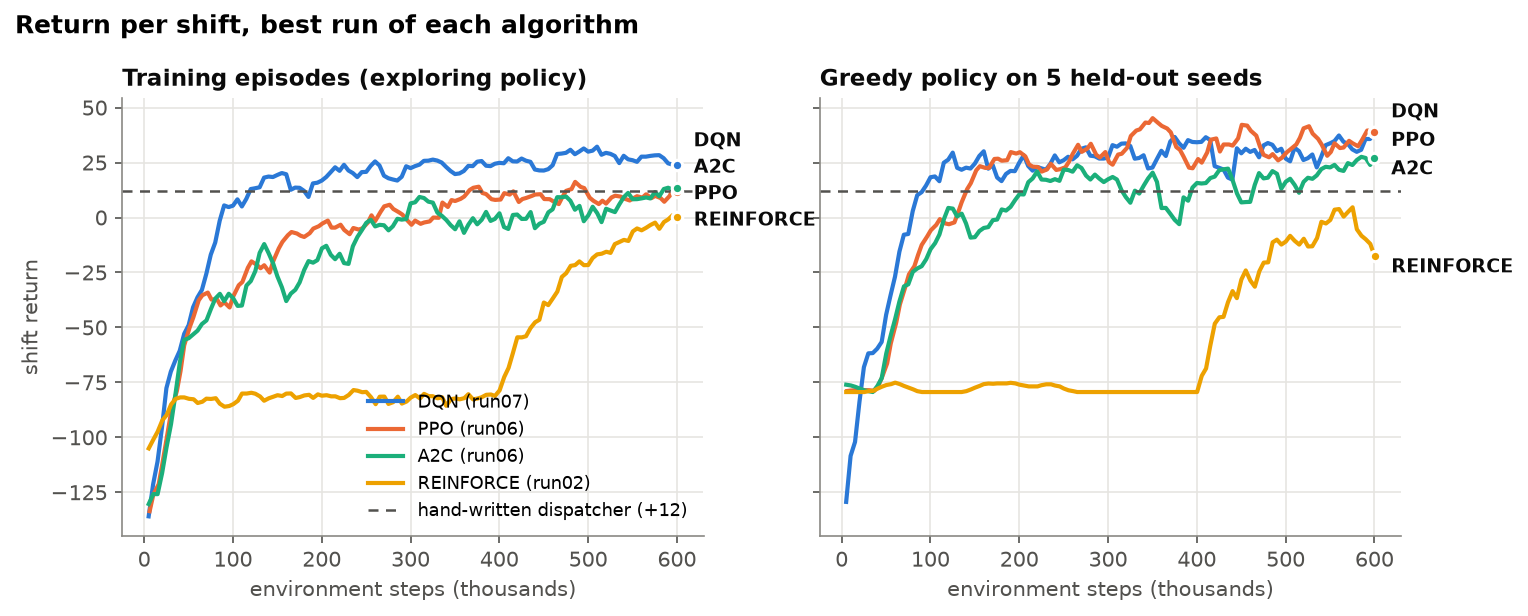 Return per shift, best run of each algorithm
Training episodes (exploring policy)
50
25
0
−25
−50
−75
−100
−125
shift return
DQN
A2C
PPO
REINFORCE
DQN (run07)
PPO (run06)
A2C (run06)
REINFORCE (run02)
hand-written dispatcher (+12)
0 100 200 300 400 500 600
environment steps (thousands)
Greedy policy on 5 held-out seeds
DQN
PPO
A2C
REINFORCE
0 100 200 300 400 500 600
environment steps (thousands)